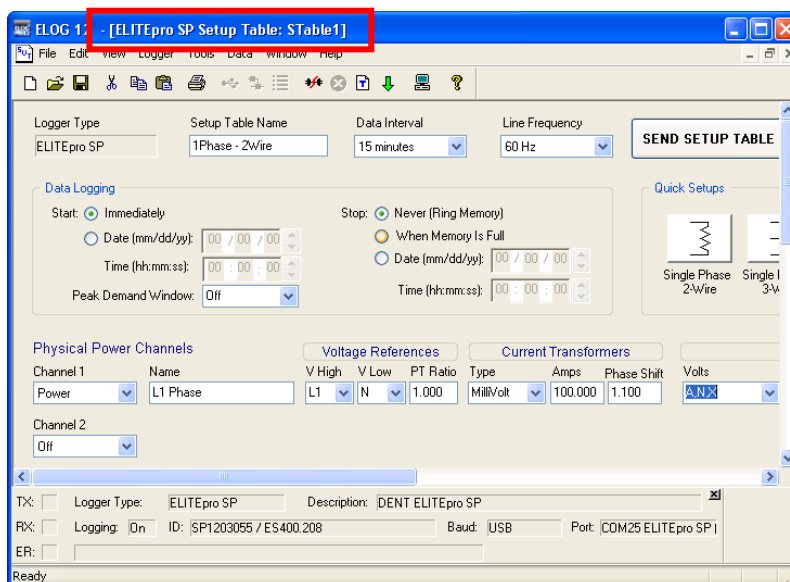 ELOG 12 - [ELITEpro SP Setup Table: STable1]
File Edit View Logger Tools Data Window Help
Logger Type Setup Table Name Data Interval Line Frequency
ELITEpro SP 1Phase - 2Wire 15 minutes 60 Hz
SEND SETUP TABLE
Data Logging
Start: Immediately
Date (mm/dd/yy): 00 / 00 / 00
Time (hh:mm:ss): 00 : 00 : 00
Peak Demand Window: Off
Stop: Never (Ring Memory)
When Memory Is Full
Date (mm/dd/yy): 00 / 00 / 00
Time (hh:mm:ss): 00 : 00 : 00
Quick Setups
Single Phase
2-Wire
Single
3-W
Physical Power Channels Voltage References Current Transformers
Channel 1 Name V High V Low PT Ratio Type Amps Phase Shift Volts
Power L1 Phase L1 N 1.000 MilliVolt 100.000 1.100 A,N,X
Channel 2
Off
TX: Logger Type: ELITEpro SP Description: DENT ELITEpro SP
RX: Logging: On ID: SP1203055 / ES400.208 Baud: USB Port: COM25 ELITEpro SP
ER:
Ready